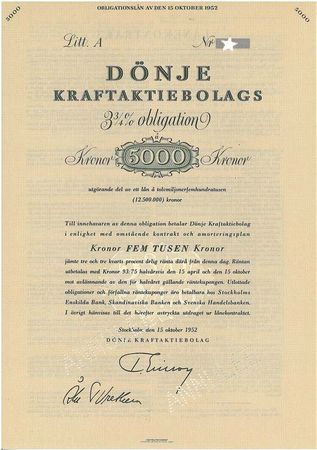 OBLIGATIONSLÅN AV DEN 15 OKTOBER 1952
5000
5000
Litt. A
Nr
DÖNJE
KRAFTAKTIEBOLAGS
3¾% obligation
å
Kronor 5000 Kronor
utgörande del av ett lån å tolvmiljonerfemhundratusen
(12.500.000) kronor
Till innehavaren av denna obligation betalar Dönje Kraftaktiebolag
i enlighet med omstående kontrakt och amorteringsplan
Kronor FEM TUSEN Kronor
jämte tre och tre kvarts procent årlig ränta därå från denna dag. Räntan
utbetalas med Kronor 93:75 halvårsvis den 15 april och den 15 oktober
mot avlämnande av den för halvåret gällande räntekupongen. Utlottade
obligationer och förfallna räntekuponger äro betalbara hos Stockholms
Enskilda Bank, Skandinaviska Banken och Svenska Handelsbanken.
I övrigt hänvisas till det härefter avtryckta utdraget ur lånekontraktet.
Stockholm den 15 oktober 1952
DÖNJE KRAFTAKTIEBOLAG